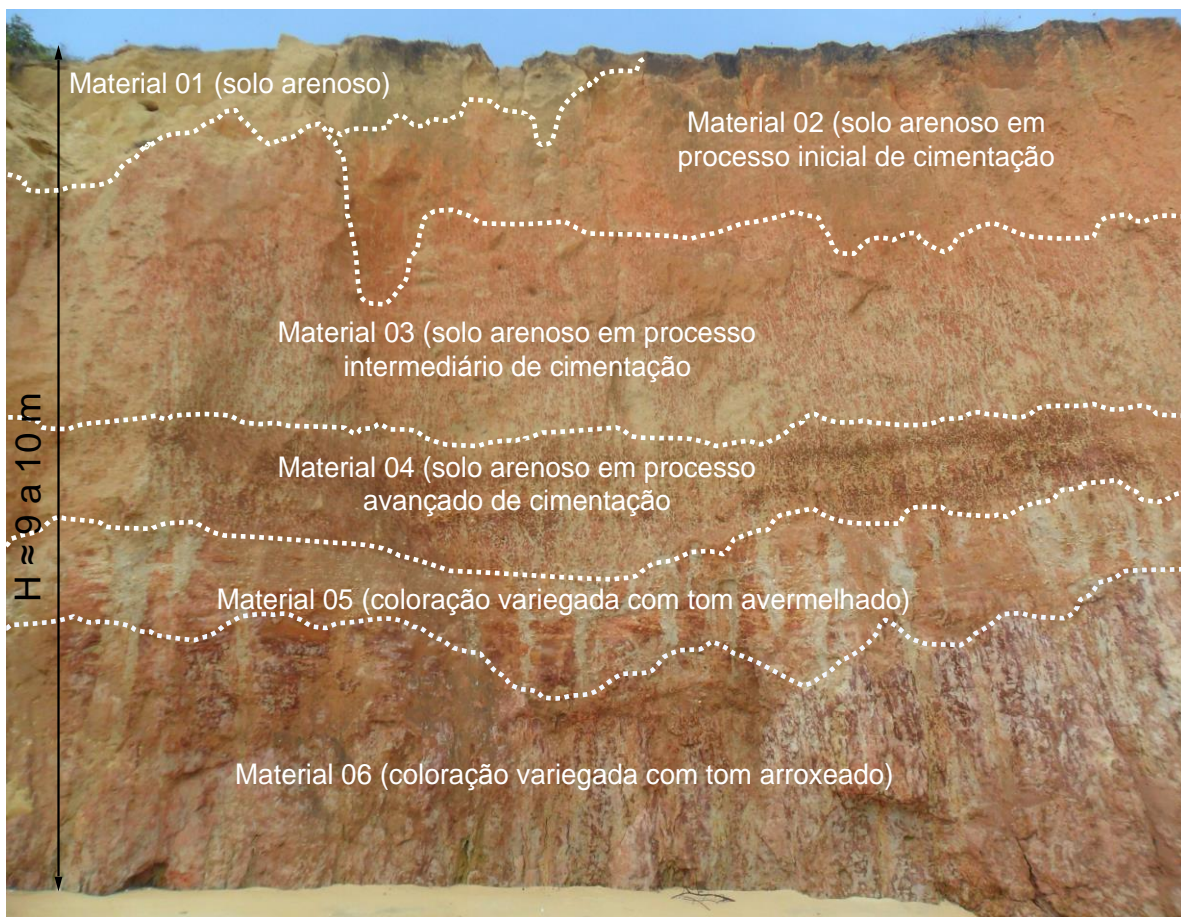 Material 01 (solo arenoso)
Material 02 (solo arenoso em
processo inicial de cimentação
Material 03 (solo arenoso em processo
intermediário de cimentação
Material 04 (solo arenoso em processo
avançado de cimentação
H ≈ 9 a 10 m
Material 05 (coloração variegada com tom avermelhado)
Material 06 (coloração variegada com tom arroxeado)